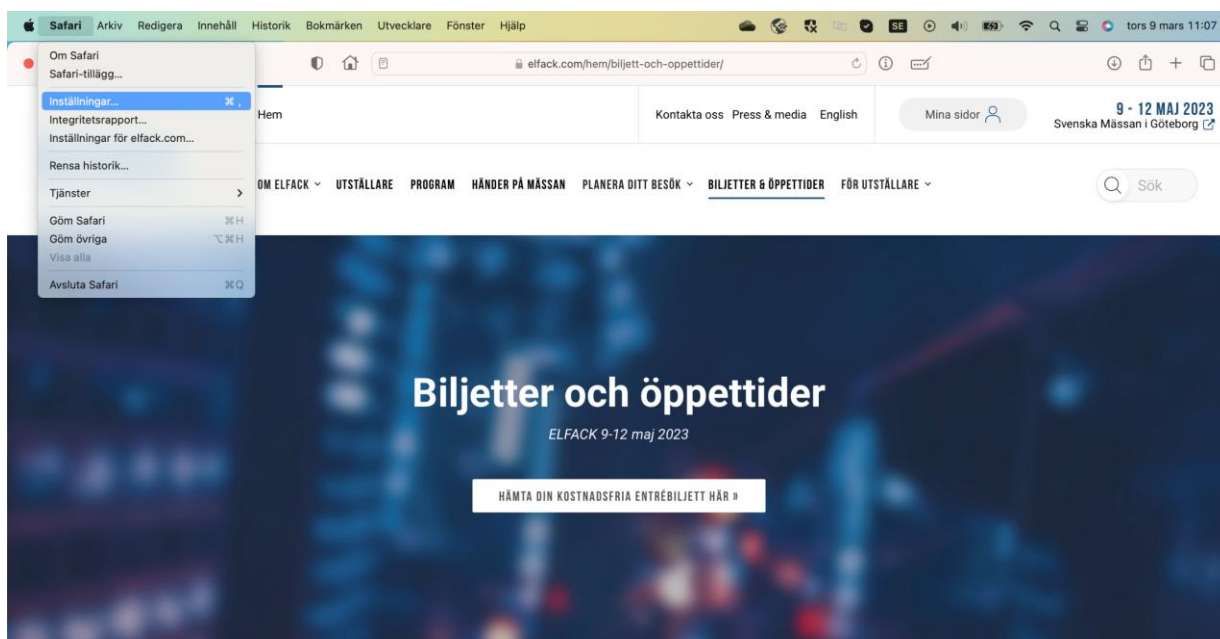 Safari Arkiv Redigera Innehåll Historik Bokmärken Utvecklare Fönster Hjälp SE tors 9 mars 11:07
Om Safari
Safari-tillägg...
Inställningar... ⌘ ,
Integritetsrapport...
Inställningar för elfack.com...
Rensa historik...
Tjänster
Göm Safari ⌘H
Göm övriga ⌥⌘H
Visa alla
Avsluta Safari ⌘Q
elfack.com/hem/biljett-och-oppettider/
Hem
Kontakta oss Press & media English
Mina sidor
9 - 12 MAJ 2023
Svenska Mässan i Göteborg
OM ELFACK UTSTÄLLARE PROGRAM HÄNDER PÅ MÄSSAN PLANERA DITT BESÖK BILJETTER & ÖPPETTIDER FÖR UTSTÄLLARE
Sök
Biljetter och öppettider
ELFACK 9-12 maj 2023
HÄMTA DIN KOSTNADSFRIA ENTRÉBILJETT HÄR »